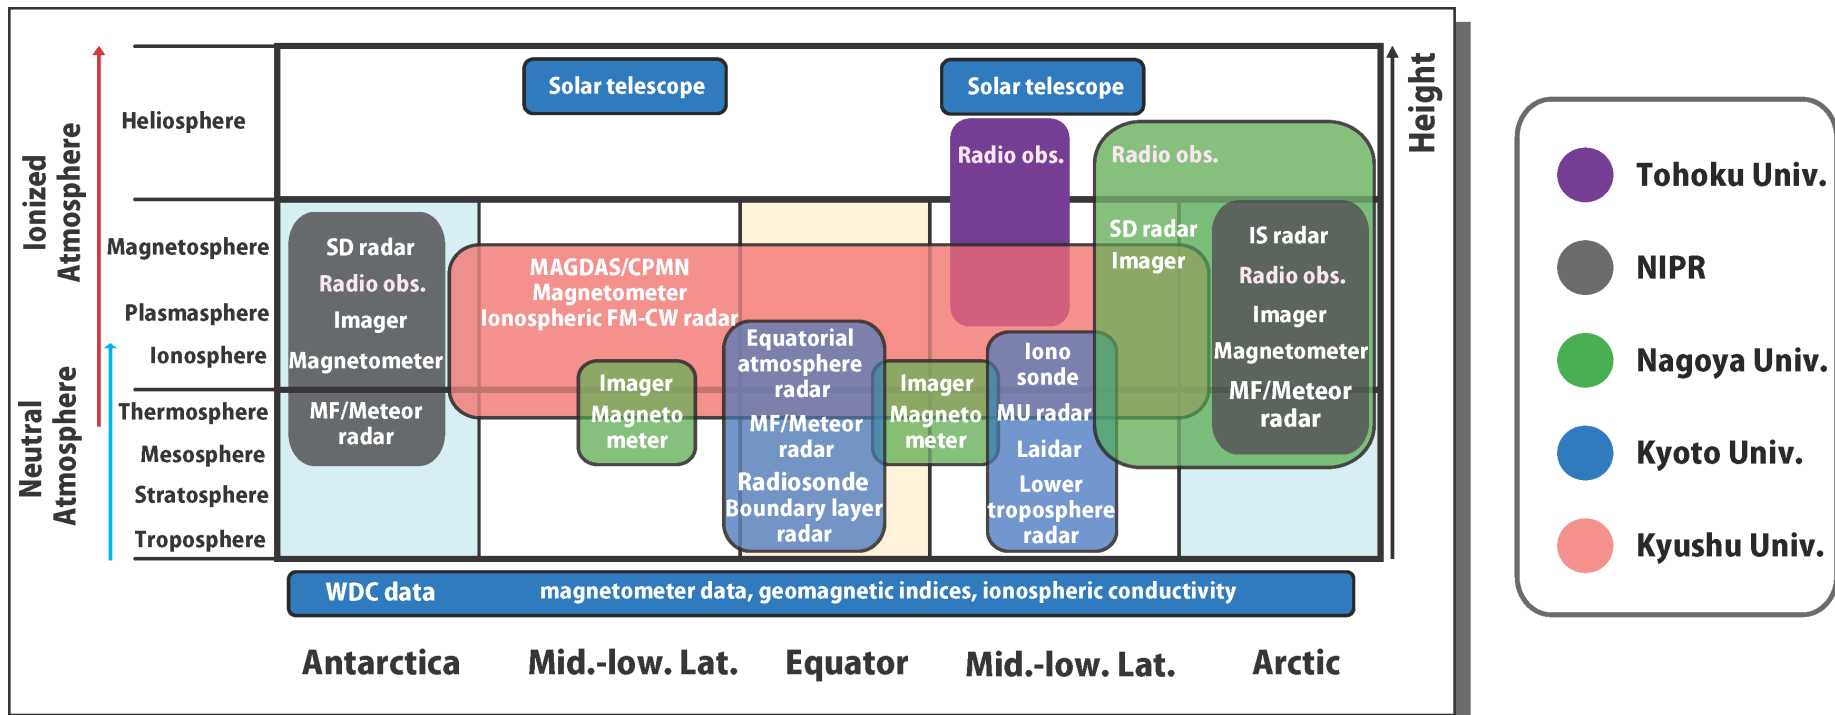 Ionized
Atmosphere
Neutral
Atmosphere
Heliosphere
Magnetosphere
Plasmasphere
Ionosphere
Thermosphere
Mesosphere
Stratosphere
Troposphere
Solar telescope
Solar telescope
Radio obs.
Radio obs.
SD radar
Radio obs.
Imager
Magnetometer
MF/Meteor
radar
MAGDAS/CPMN
Magnetometer
Ionospheric FM-CW radar
Imager
Magneto
meter
Equatorial
atmosphere
radar
MF/Meteor
radar
Radiosonde
Boundary layer
radar
Imager
Magneto
meter
Iono
sonde
MU radar
Laidar
Lower
troposphere
radar
SD radar
Imager
IS radar
Radio obs.
Imager
Magnetometer
MF/Meteor
radar
Height
WDC data
magnetometer data, geomagnetic indices, ionospheric conductivity
Antarctica
Mid.-low. Lat.
Equator
Mid.-low. Lat.
Arctic
Tohoku Univ.
NIPR
Nagoya Univ.
Kyoto Univ.
Kyushu Univ.